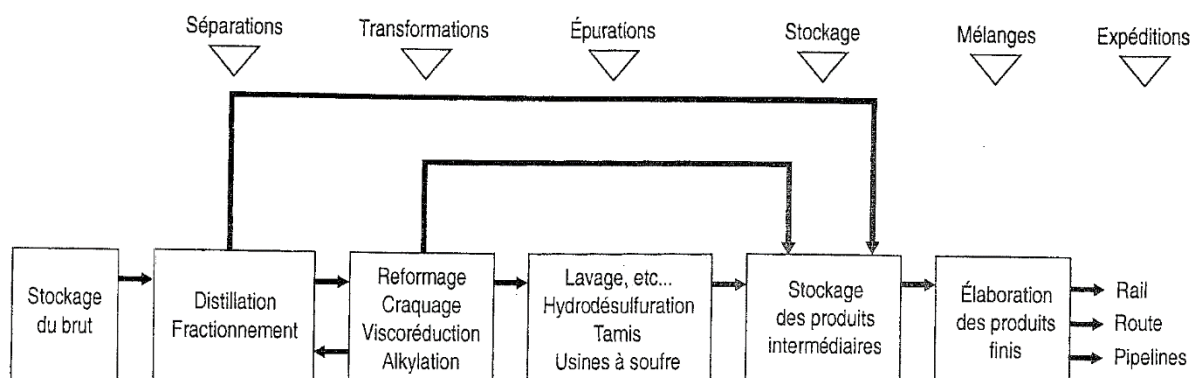 Séparations
Transformations
Épurations
Stockage
Mélanges
Expéditions
Stockage
du brut
Distillation
Fractionnement
Reformage
Craquage
Viscoréduction
Alkylation
Lavage, etc...
Hydrodésulfuration
Tamis
Usines à soufre
Stockage
des produits
intermédiaires
Élaboration
des produits
finis
Rail
Route
Pipelines